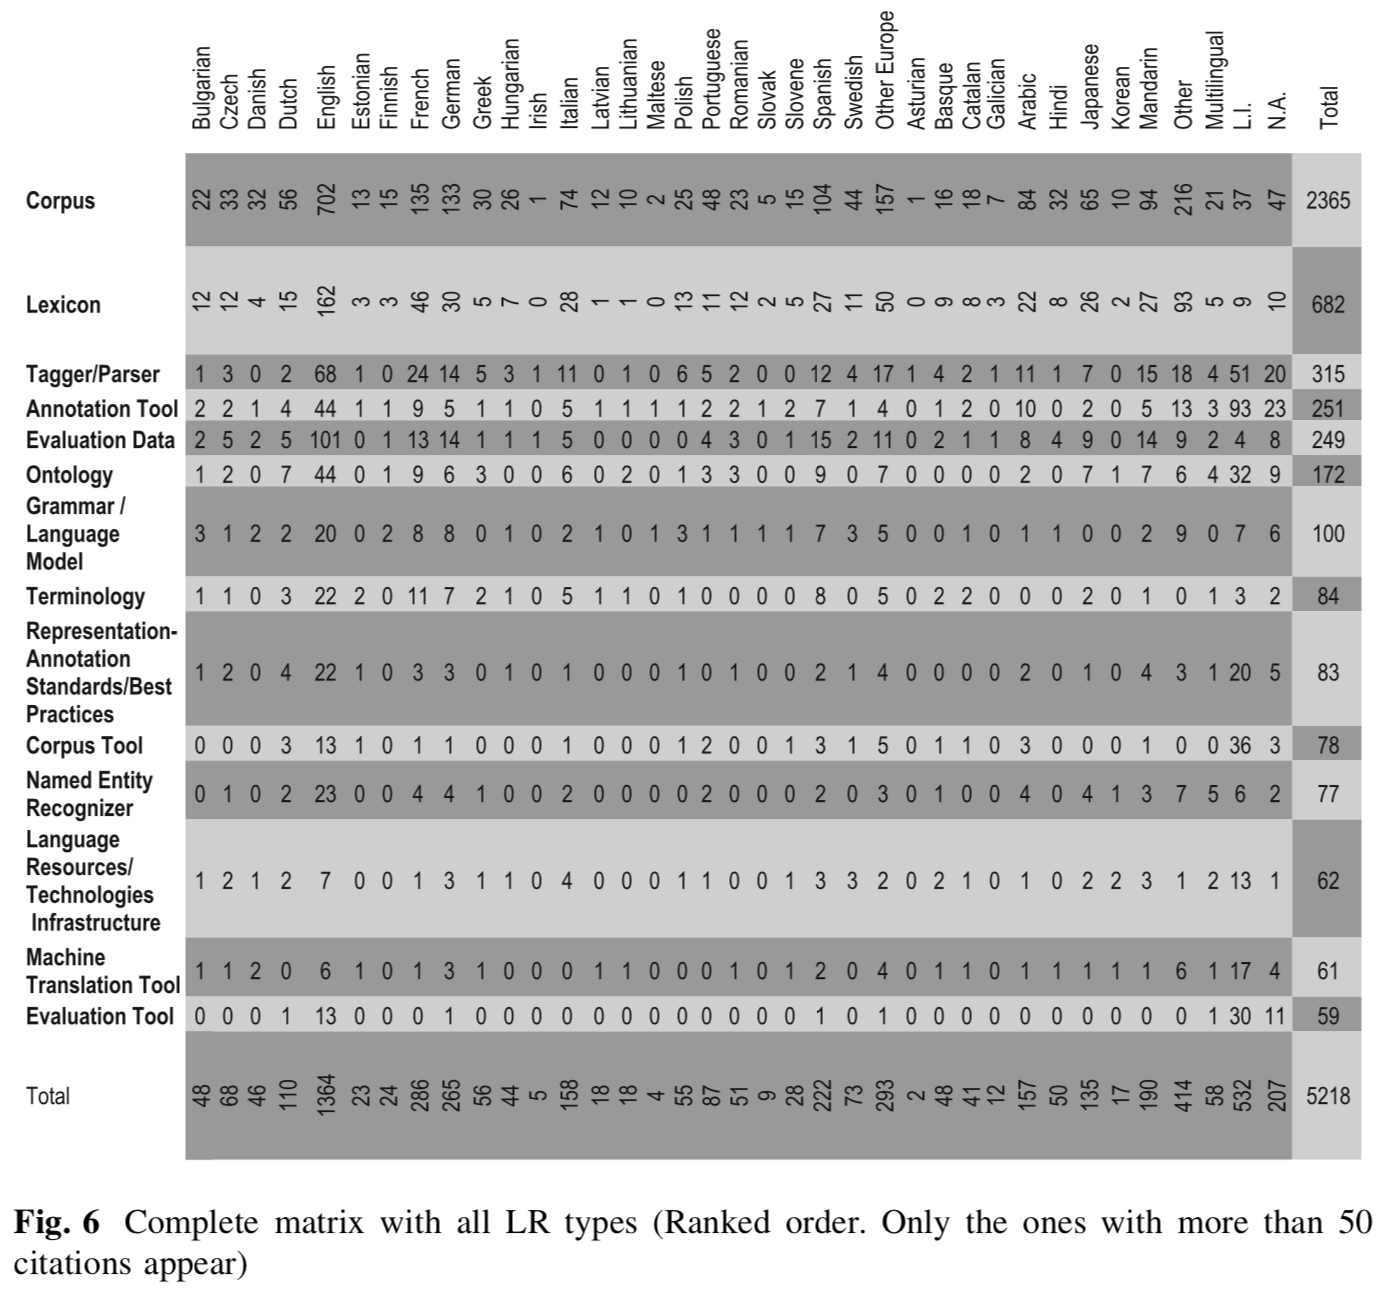 Bulgarian Czech Danish Dutch English Estonian Finnish French German Greek Hungarian Irish Italian Latvian Lithuanian Maltese Polish Portuguese Romanian Slovak Slovene Spanish Swedish Other Europe Asturian Basque Catalan Galician Arabic Hindi Japanese Korean Mandarin Other Multilingual L.I. N.A. Total
Corpus 22 33 32 56 702 13 15 135 133 30 26 1 74 12 10 2 25 48 23 5 15 104 44 157 1 16 18 7 84 32 65 10 94 216 21 37 47 2365
Lexicon 12 12 4 15 162 3 3 46 30 5 7 0 28 1 1 0 13 11 12 2 5 27 11 50 0 9 8 3 22 8 26 2 27 93 5 9 10 682
Tagger/Parser 1 3 0 2 68 1 0 24 14 5 3 1 11 0 1 0 6 5 2 0 0 12 4 17 1 4 2 1 11 1 7 0 15 18 4 51 20 315
Annotation Tool 2 2 1 4 44 1 1 9 5 1 1 0 5 1 1 1 1 2 2 1 2 7 1 4 0 1 2 0 10 0 2 0 5 13 3 93 23 251
Evaluation Data 2 5 2 5 101 0 1 13 14 1 1 1 5 0 0 0 0 4 3 0 1 15 2 11 0 2 1 1 8 4 9 0 14 9 2 4 8 249
Ontology 1 2 0 7 44 0 1 9 6 3 0 0 6 0 2 0 1 3 3 0 0 9 0 7 0 0 0 0 2 0 7 1 7 6 4 32 9 172
Grammar /
Language
Model
3 1 2 2 20 0 2 8 8 0 1 0 2 1 0 1 3 1 1 1 1 7 3 5 0 0 1 0 1 1 0 0 2 9 0 7 6 100
Terminology 1 1 0 3 22 2 0 11 7 2 1 0 5 1 1 0 1 0 0 0 0 8 0 5 0 2 2 0 0 0 2 0 1 0 1 3 2 84
Representation-
Annotation
Standards/Best
Practices
1 2 0 4 22 1 0 3 3 0 1 0 1 0 0 0 1 0 1 0 0 2 1 4 0 0 0 0 2 0 1 0 4 3 1 20 5 83
Corpus Tool 0 0 0 3 13 1 0 1 1 0 0 0 1 0 0 0 1 2 0 0 1 3 1 5 0 1 1 0 3 0 0 0 1 0 0 36 3 78
Named Entity
Recognizer
0 1 0 2 23 0 0 4 4 1 0 0 2 0 0 0 0 2 0 0 0 2 0 3 0 1 0 0 4 0 4 1 3 7 5 6 2 77
Language
Resources/
Technologies
Infrastructure
1 2 1 2 7 0 0 1 3 1 1 0 4 0 0 0 1 1 0 0 1 3 3 2 0 2 1 0 1 0 2 2 3 1 2 13 1 62
Machine
Translation Tool
1 1 2 0 6 1 0 1 3 1 0 0 0 1 1 0 0 0 1 0 1 2 0 4 0 1 1 0 1 1 1 1 1 6 1 17 4 61
Evaluation Tool 0 0 0 1 13 0 0 0 1 0 0 0 0 0 0 0 0 0 0 0 0 1 0 1 0 0 0 0 0 0 0 0 0 0 1 30 11 59
Total 48 68 46 110 1364 23 24 286 265 56 44 5 158 18 18 4 55 87 51 9 28 222 73 293 2 48 41 12 157 50 135 17 190 414 58 532 207 5218
Fig. 6 Complete matrix with all LR types (Ranked order. Only the ones with more than 50
citations appear)